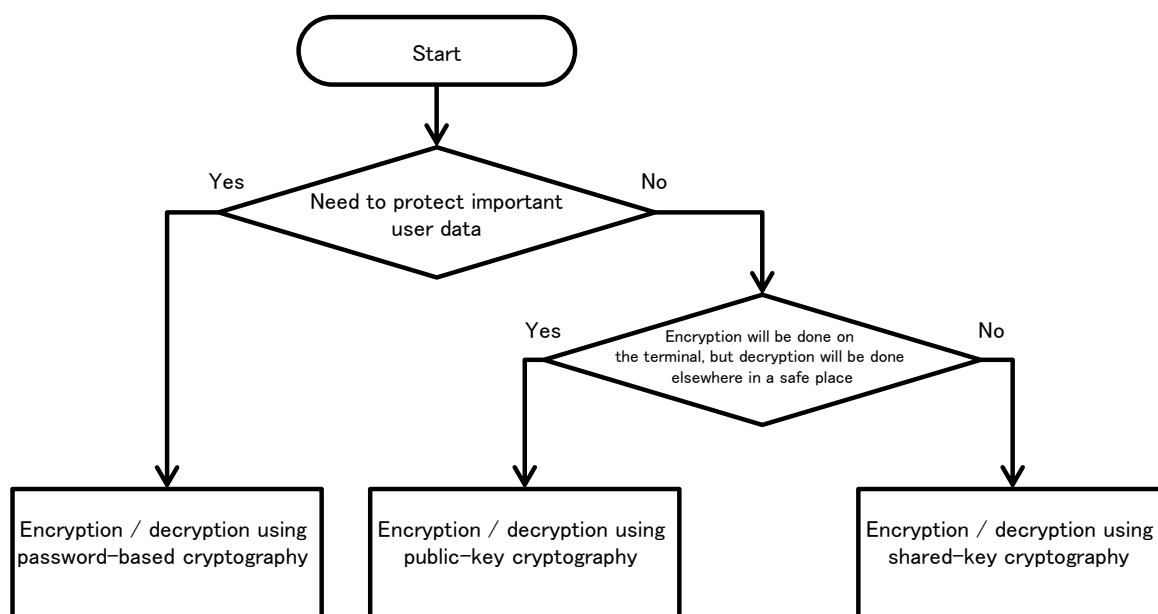 Start
Yes
No
Need to protect important
user data
Yes
No
Encryption will be done on
the terminal, but decryption will be done
elsewhere in a safe place
Encryption / decryption using
password-based cryptography
Encryption / decryption using
public-key cryptography
Encryption / decryption using
shared-key cryptography